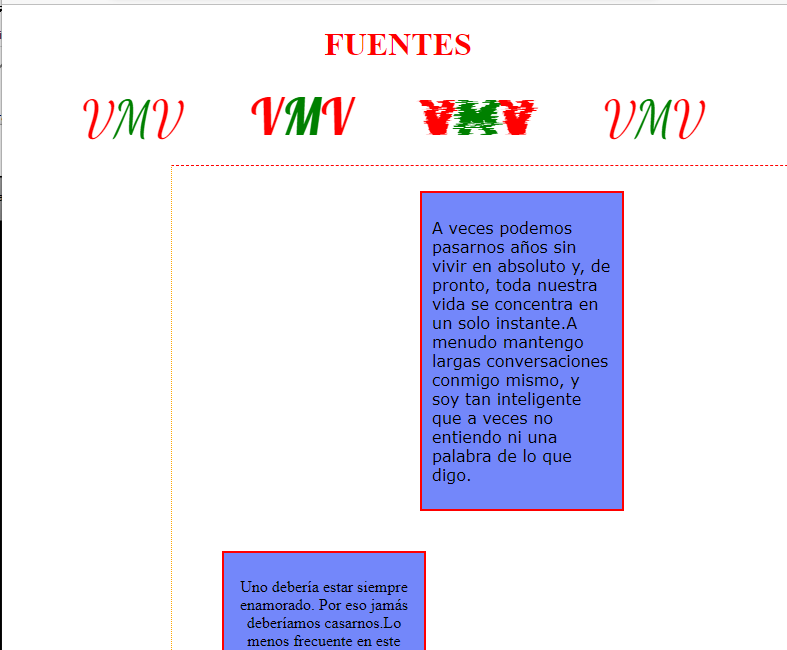 FUENTES
VMV VMV VMV VMV
A veces podemos
pasarnos años sin
vivir en absoluto y, de
pronto, toda nuestra
vida se concentra en
un solo instante.A
menudo mantengo
largas conversaciones
conmigo mismo, y
soy tan inteligente
que a veces no
entiendo ni una
palabra de lo que
digo.
Uno debería estar siempre
enamorado. Por eso jamás
deberíamos casarnos.Lo
menos frecuente en este